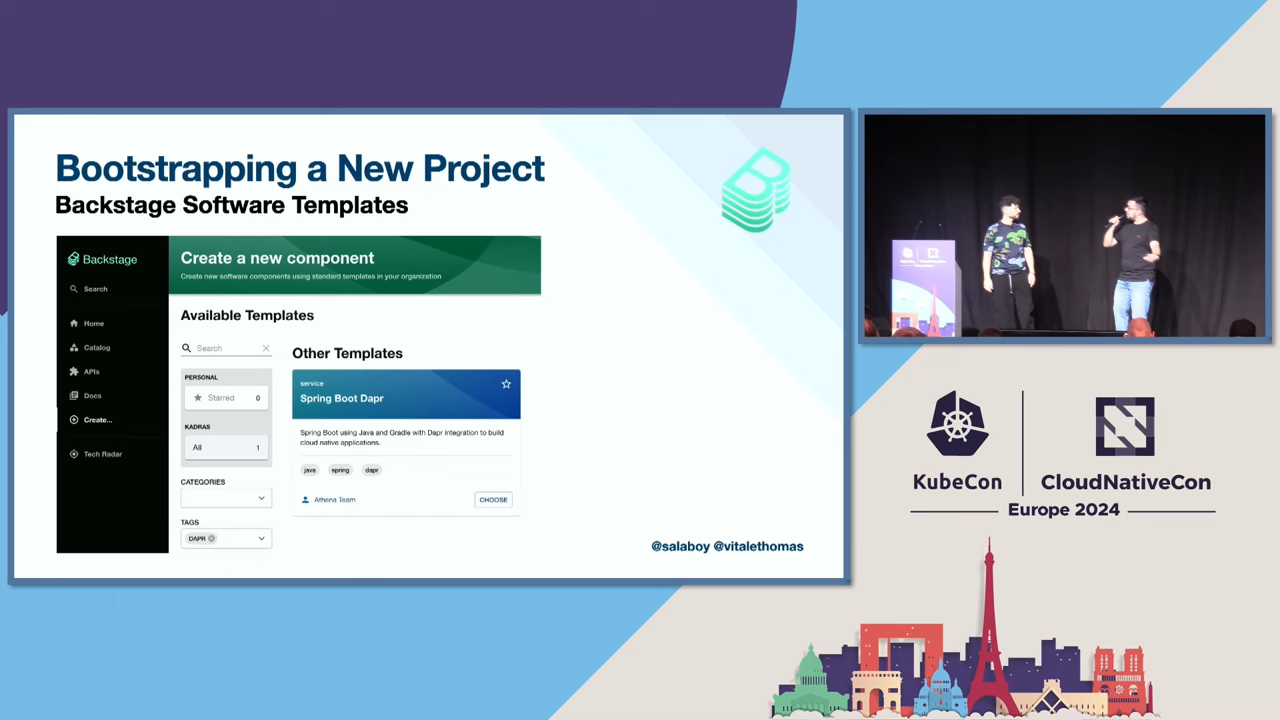 Bootstrapping a New Project
Backstage Software Templates
Backstage
Search
Home
Catalog
APIs
Docs
Create...
Tech Radar
Create a new component
Create new software components using standard templates in your organization
Available Templates
Search
PERSONAL
Starred 0
KADRAS
All 1
CATEGORIES
TAGS
DAPR
Other Templates
service
Spring Boot Dapr
Spring Boot using Java and Gradle with Dapr integration to build
cloud native applications.
java spring dapr
Athena Team
CHOOSE
@salaboy @vitalethomas
KubeCon
CloudNativeCon
Europe 2024